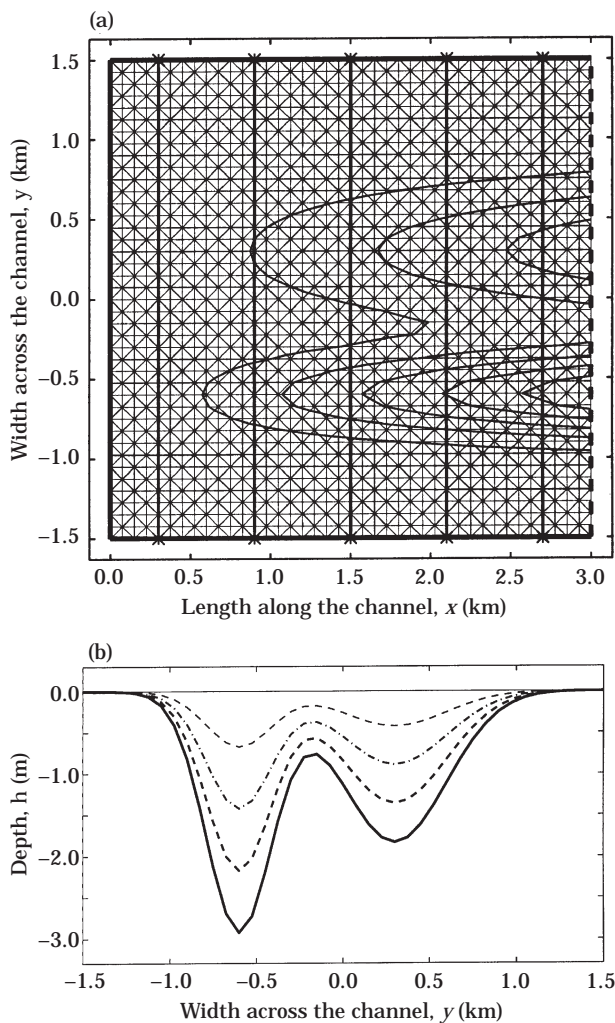 (a)
1.5
1.0
0.5
0.0
−0.5
−1.0
−1.5
Width across the channel, y (km)
0.0 0.5 1.0 1.5 2.0 2.5 3.0
Length along the channel, x (km)
(b)
0.0
−1.0
−2.0
−3.0
Depth, h (m)
−1.5 −1.0 −0.5 0.0 0.5 1.0 1.5
Width across the channel, y (km)